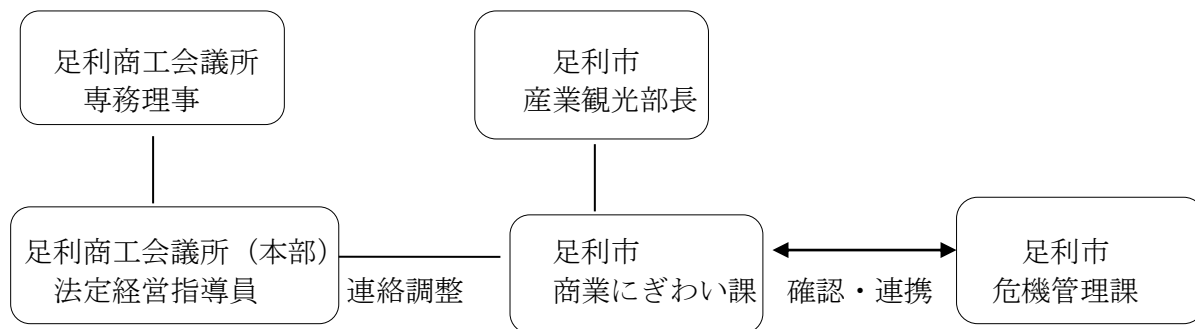 足利商工会議所
専務理事
足利市
産業観光部長
足利商工会議所（本部）
法定経営指導員
連絡調整
足利市
商業にぎわい課
確認・連携
足利市
危機管理課